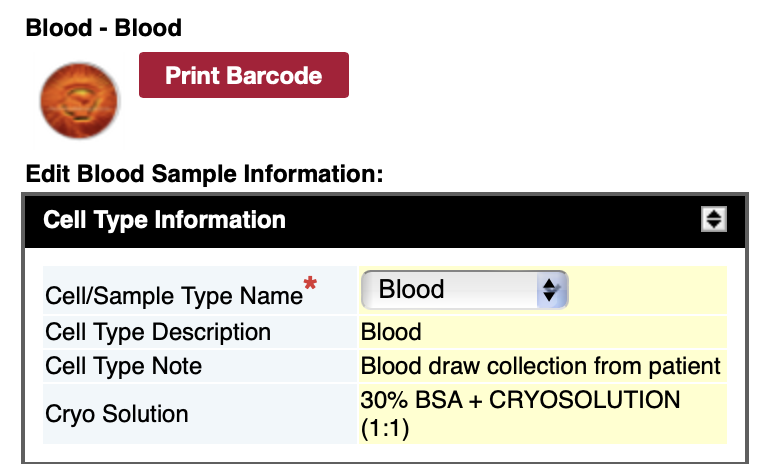 Blood - Blood
Print Barcode
Edit Blood Sample Information:
Cell Type Information
Cell/Sample Type Name* Blood
Cell Type Description Blood
Cell Type Note Blood draw collection from patient
Cryo Solution 30% BSA + CRYOSOLUTION
(1:1)